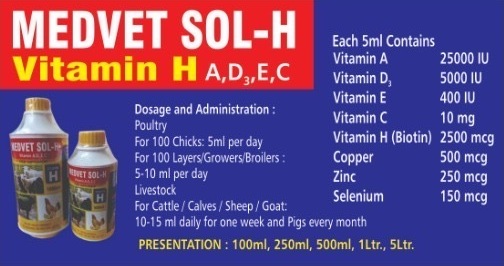 MEDVET SOL-H
Vitamin H A,D3,E,C
Dosage and Administration :
Poultry
For 100 Chicks: 5ml per day
For 100 Layers/Growers/Broilers :
5-10 ml per day
Livestock
For Cattle / Calves / Sheep / Goat:
10-15 ml daily for one week and Pigs every month
Each 5ml Contains
Vitamin A 25000 IU
Vitamin D3 5000 IU
Vitamin E 400 IU
Vitamin C 10 mg
Vitamin H (Biotin) 2500 mcg
Copper 500 mcg
Zinc 250 mcg
Selenium 150 mcg
PRESENTATION : 100ml, 250ml, 500ml, 1Ltr., 5Ltr.
MEDVET SOL-H
H
MEDVET SOL-H
H